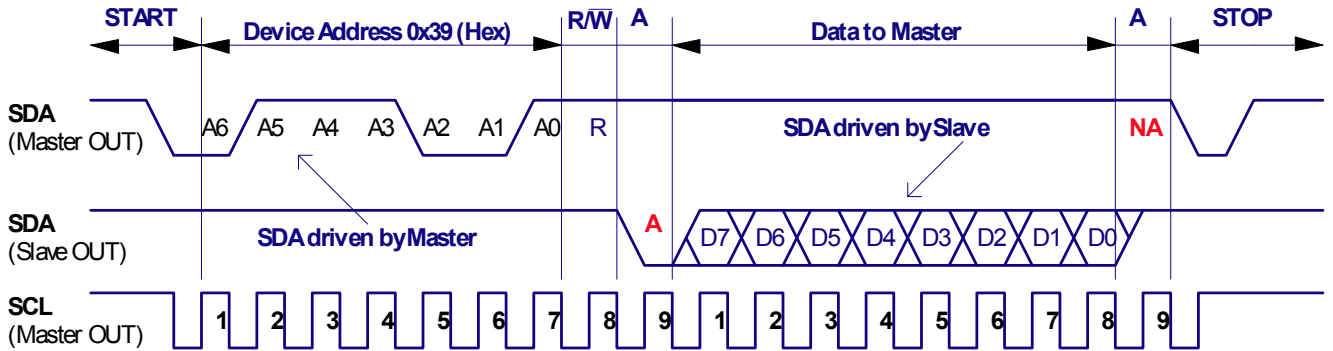 START Device Address 0x39 (Hex) R/W̅ A Data to Master A STOP
SDA
(Master OUT)
A6 A5 A4 A3 A2 A1 A0 R SDA driven by Slave NA
SDA
(Slave OUT)
SDA driven by Master A D7 D6 D5 D4 D3 D2 D1 D0
SCL
(Master OUT)
1 2 3 4 5 6 7 8 9 1 2 3 4 5 6 7 8 9